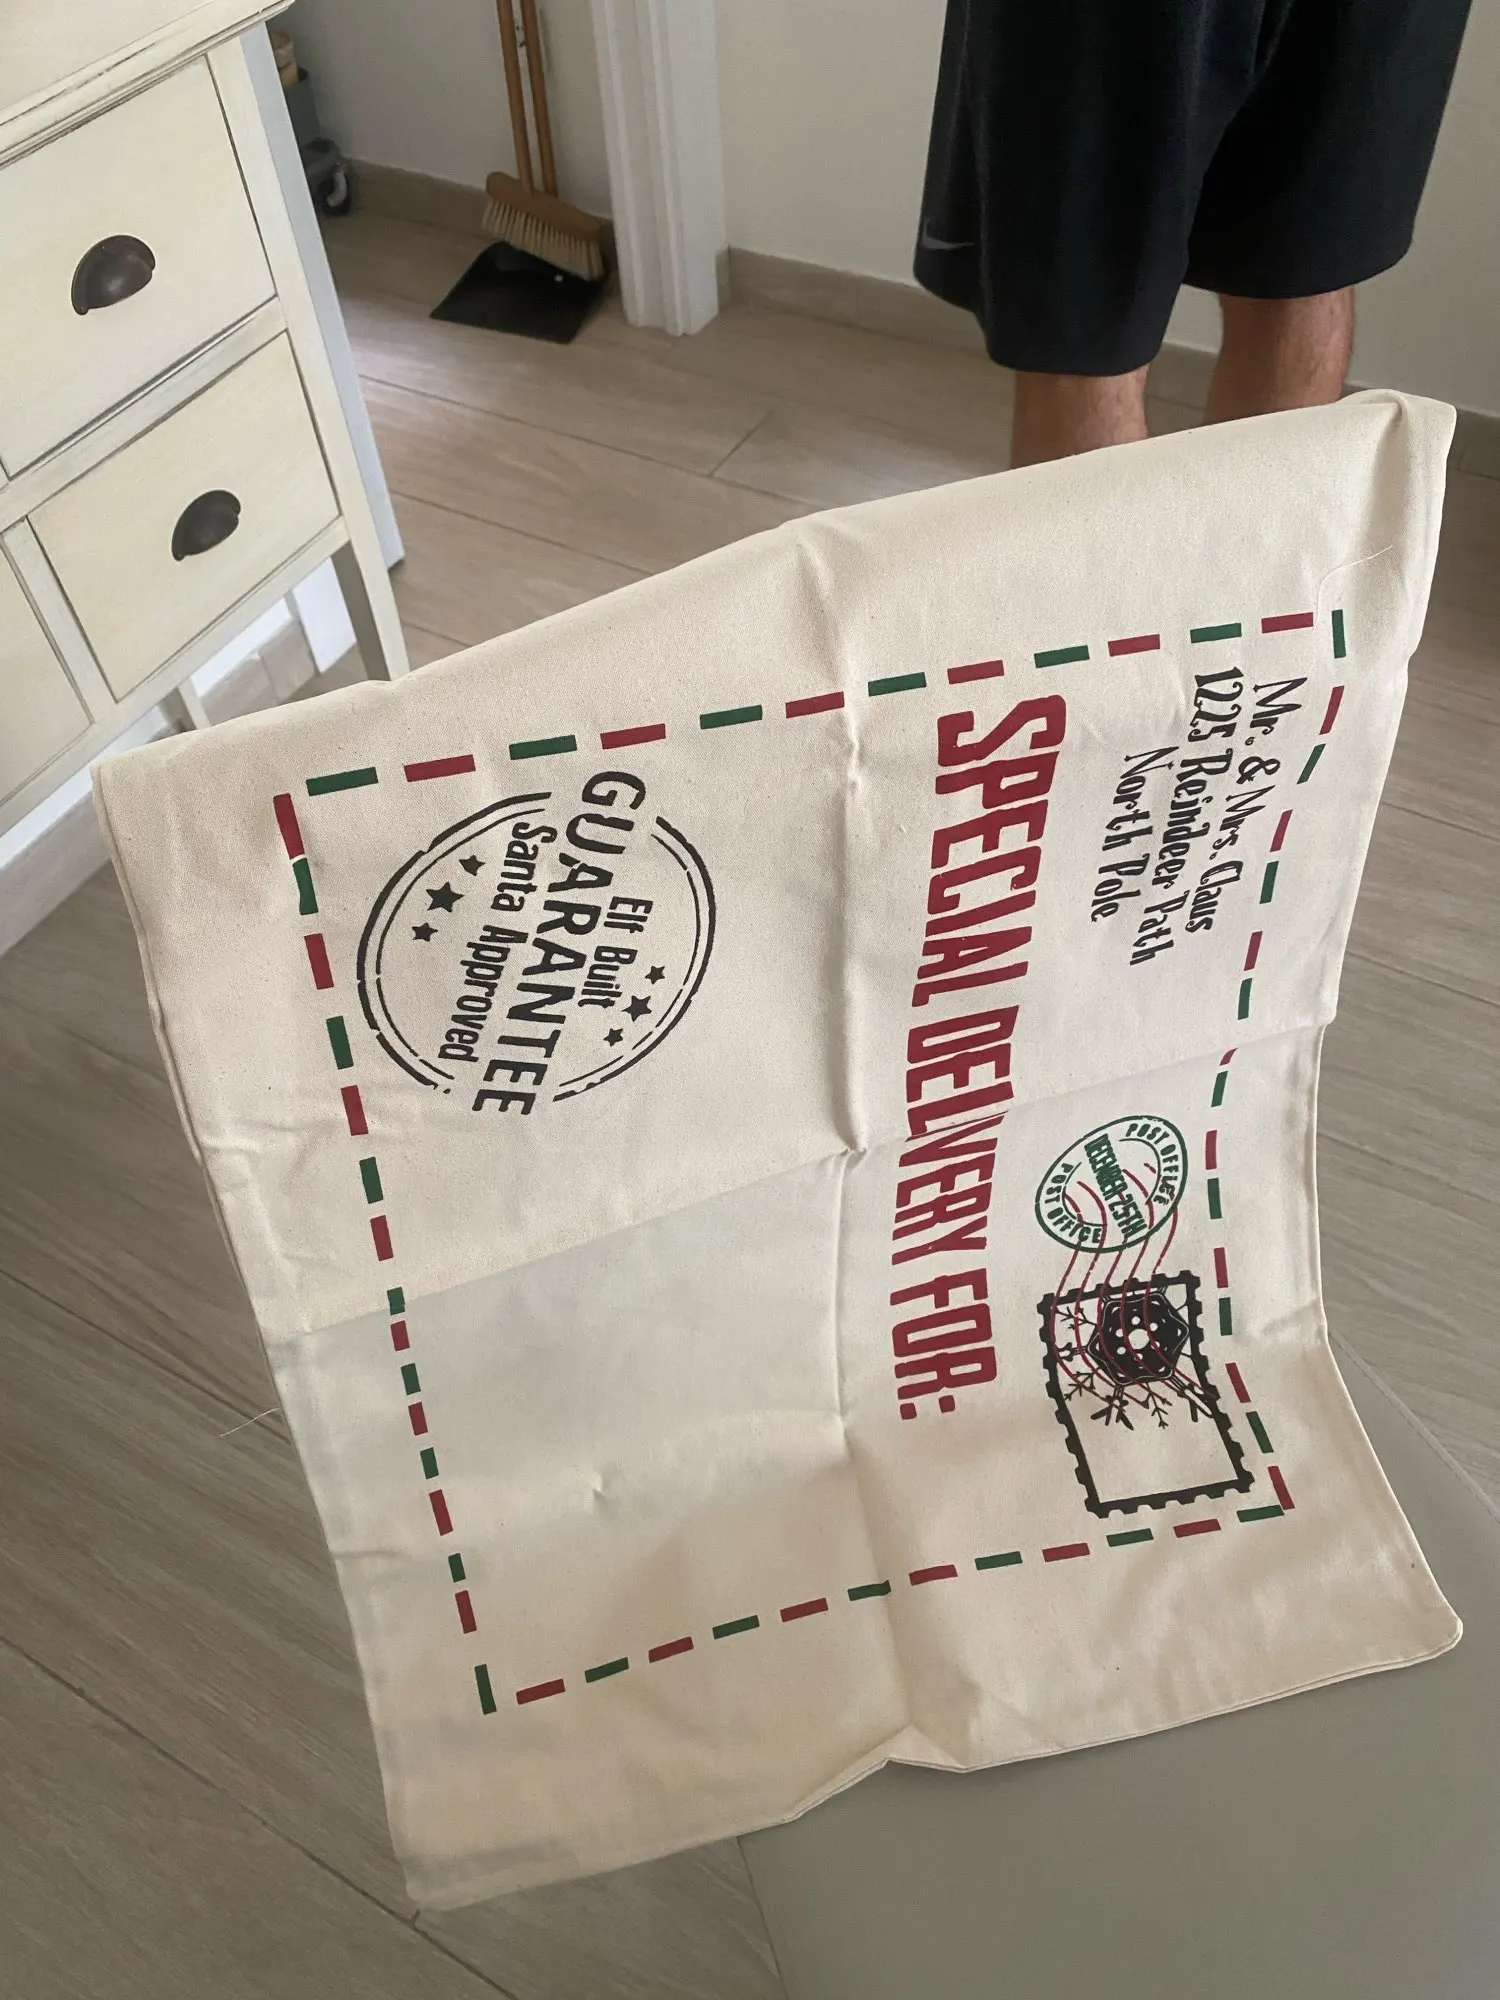 Mr. & Mrs. Claus
1225 Reindeer Path
North Pole
POST OFFICE
DECEMBER 25TH
POST OFFICE
SPECIAL DELIVERY FOR:
Elf Built
GUARANTEE
Santa Approved